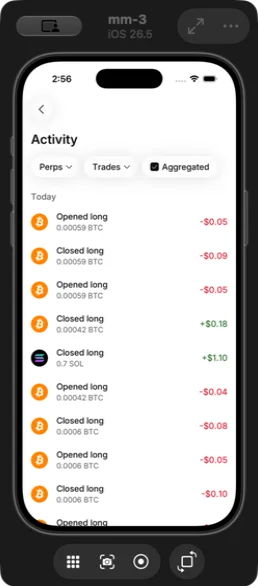 mm-3
iOS 26.5
2:56
Activity
Perps
Trades
Aggregated
Today
Opened long
-$0.05
0.00059 BTC
Closed long
-$0.09
0.00059 BTC
Opened long
-$0.05
0.00059 BTC
Closed long
+$0.18
0.00042 BTC
Closed long
+$1.10
0.7 SOL
Opened long
-$0.04
0.00042 BTC
Closed long
-$0.08
0.0006 BTC
Opened long
-$0.05
0.0006 BTC
Closed long
-$0.10
0.0006 BTC
Opened long